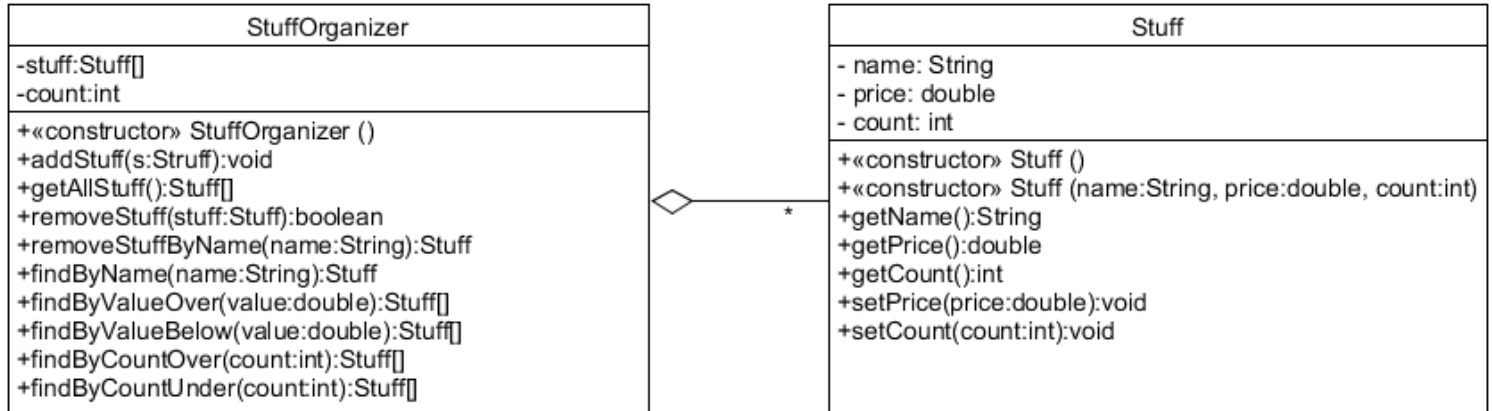 StuffOrganizer
-stuff:Stuff[]
-count:int
+«constructor» StuffOrganizer ()
+addStuff(s:Struff):void
+getAllStuff():Stuff[]
+removeStuff(stuff:Stuff):boolean
+removeStuffByName(name:String):Stuff
+findByName(name:String):Stuff
+findByValueOver(value:double):Stuff[]
+findByValueBelow(value:double):Stuff[]
+findByCountOver(count:int):Stuff[]
+findByCountUnder(count:int):Stuff[]
*
Stuff
- name: String
- price: double
- count: int
+«constructor» Stuff ()
+«constructor» Stuff (name:String, price:double, count:int)
+getName():String
+getPrice():double
+getCount():int
+setPrice(price:double):void
+setCount(count:int):void